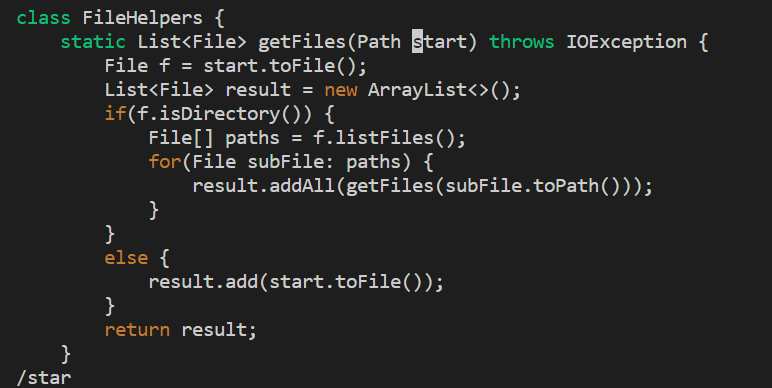 class FileHelpers {
    static List<File> getFiles(Path start) throws IOException {
        File f = start.toFile();
        List<File> result = new ArrayList<>();
        if(f.isDirectory()) {
            File[] paths = f.listFiles();
            for(File subFile: paths) {
                result.addAll(getFiles(subFile.toPath()));
            }
        }
        else {
            result.add(start.toFile());
        }
        return result;
    }
/star